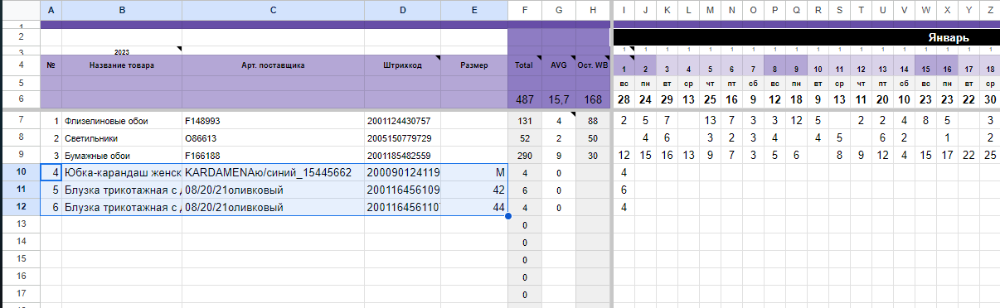 A B C D E F G H I J K L M N O P Q R S T U V W X Y Z
1
2 Январь
3 2023 1 1 1 1 1 1 1 1 1 1 1 1 1 1 1 1 1 1
4 № Название товара Арт. поставщика Штрихкод Размер Total AVG Ост. WB 1 2 3 4 5 6 7 8 9 10 11 12 13 14 15 16 17 18
5 вс пн вт ср чт пт сб вс пн вт ср чт пт сб вс пн вт ср
6 487 15,7 168 28 24 29 13 25 16 9 12 18 9 13 11 20 10 23 23 22 30
7 1 Флизелиновые обои F148993 2001124430757 131 4 88 2 5 7 13 7 3 3 12 5 2 2 4 8 5 3
8 2 Светильники O86613 2005150779729 52 2 50 4 6 3 2 3 4 4 5 6 2 1 2
9 3 Бумажные обои F166188 2001185482559 290 9 30 12 15 16 13 9 7 3 5 6 8 9 12 4 15 17 22 25
10 4 Юбка-карандаш женск KARDAMENAю/синий_15445662 200090124119 M 4 0 4
11 5 Блузка трикотажная с д 08/20/21оливковый 200116456109 42 6 0 6
12 6 Блузка трикотажная с д 08/20/21оливковый 200116456110 44 4 0 4
13 0
14 0
15 0
16 0
17 0